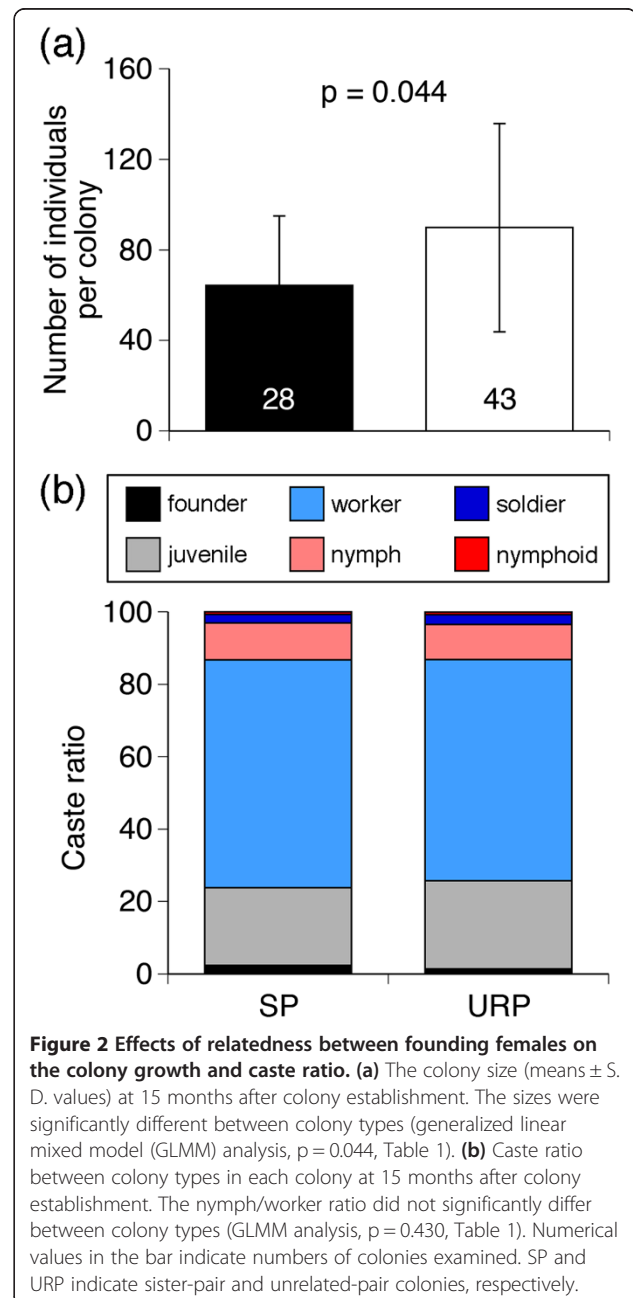 (a)
160
120
80
40
0
Number of individuals
per colony
p = 0.044
28
43
(b)
founder worker soldier
juvenile nymph nymphoid
100
80
60
40
20
0
Caste ratio
SP URP
Figure 2 Effects of relatedness between founding females on
the colony growth and caste ratio. (a) The colony size (means ± S.
D. values) at 15 months after colony establishment. The sizes were
significantly different between colony types (generalized linear
mixed model (GLMM) analysis, p = 0.044, Table 1). (b) Caste ratio
between colony types in each colony at 15 months after colony
establishment. The nymph/worker ratio did not significantly differ
between colony types (GLMM analysis, p = 0.430, Table 1). Numerical
values in the bar indicate numbers of colonies examined. SP and
URP indicate sister-pair and unrelated-pair colonies, respectively.